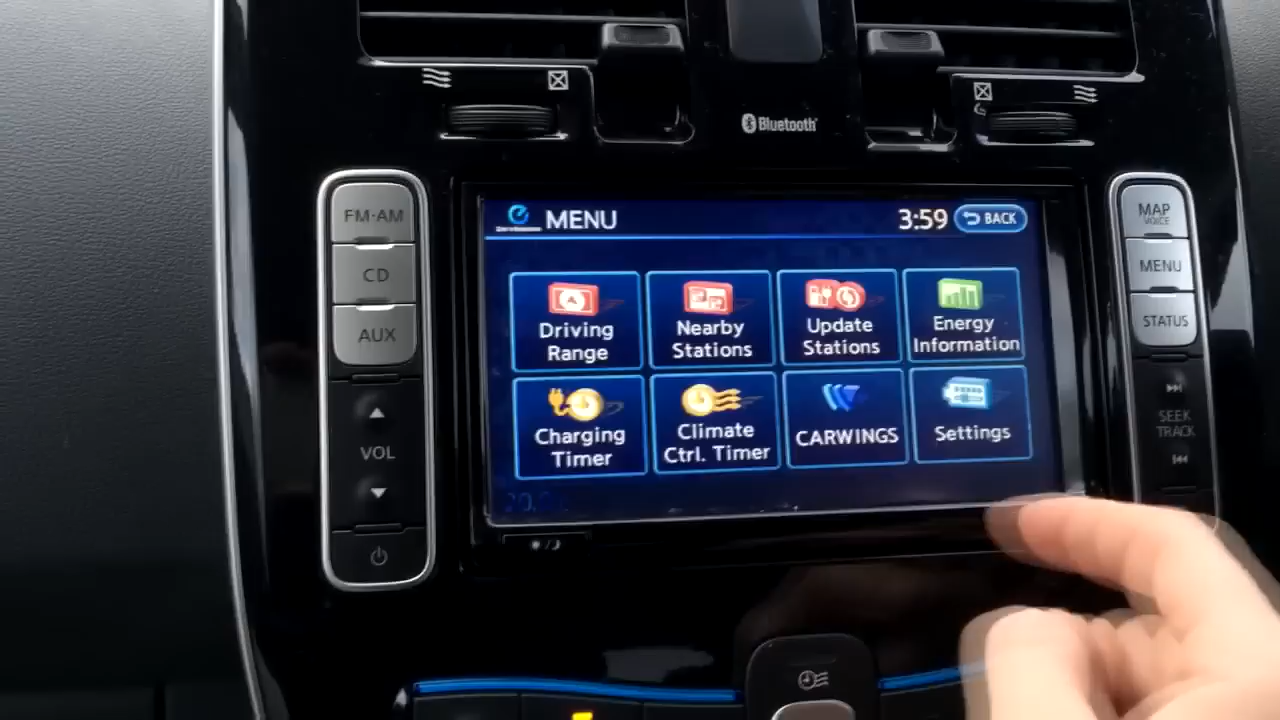 Bluetooth
FM·AM
CD
AUX
VOL
MENU
3:59
BACK
Driving
Range
Nearby
Stations
Update
Stations
Energy
Information
Charging
Timer
Climate
Ctrl. Timer
CARWINGS
Settings
MAP
VOICE
MENU
STATUS
SEEK
TRACK